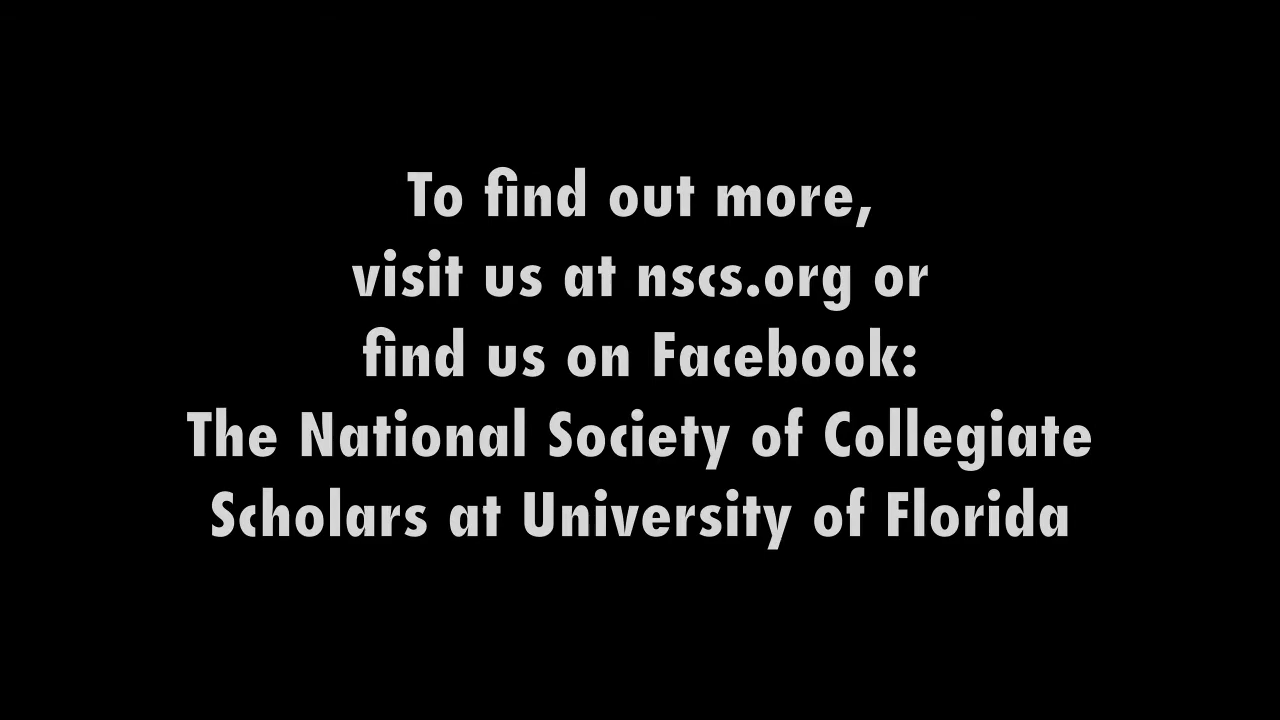 To find out more,
visit us at nscs.org or
find us on Facebook:
The National Society of Collegiate
Scholars at University of Florida